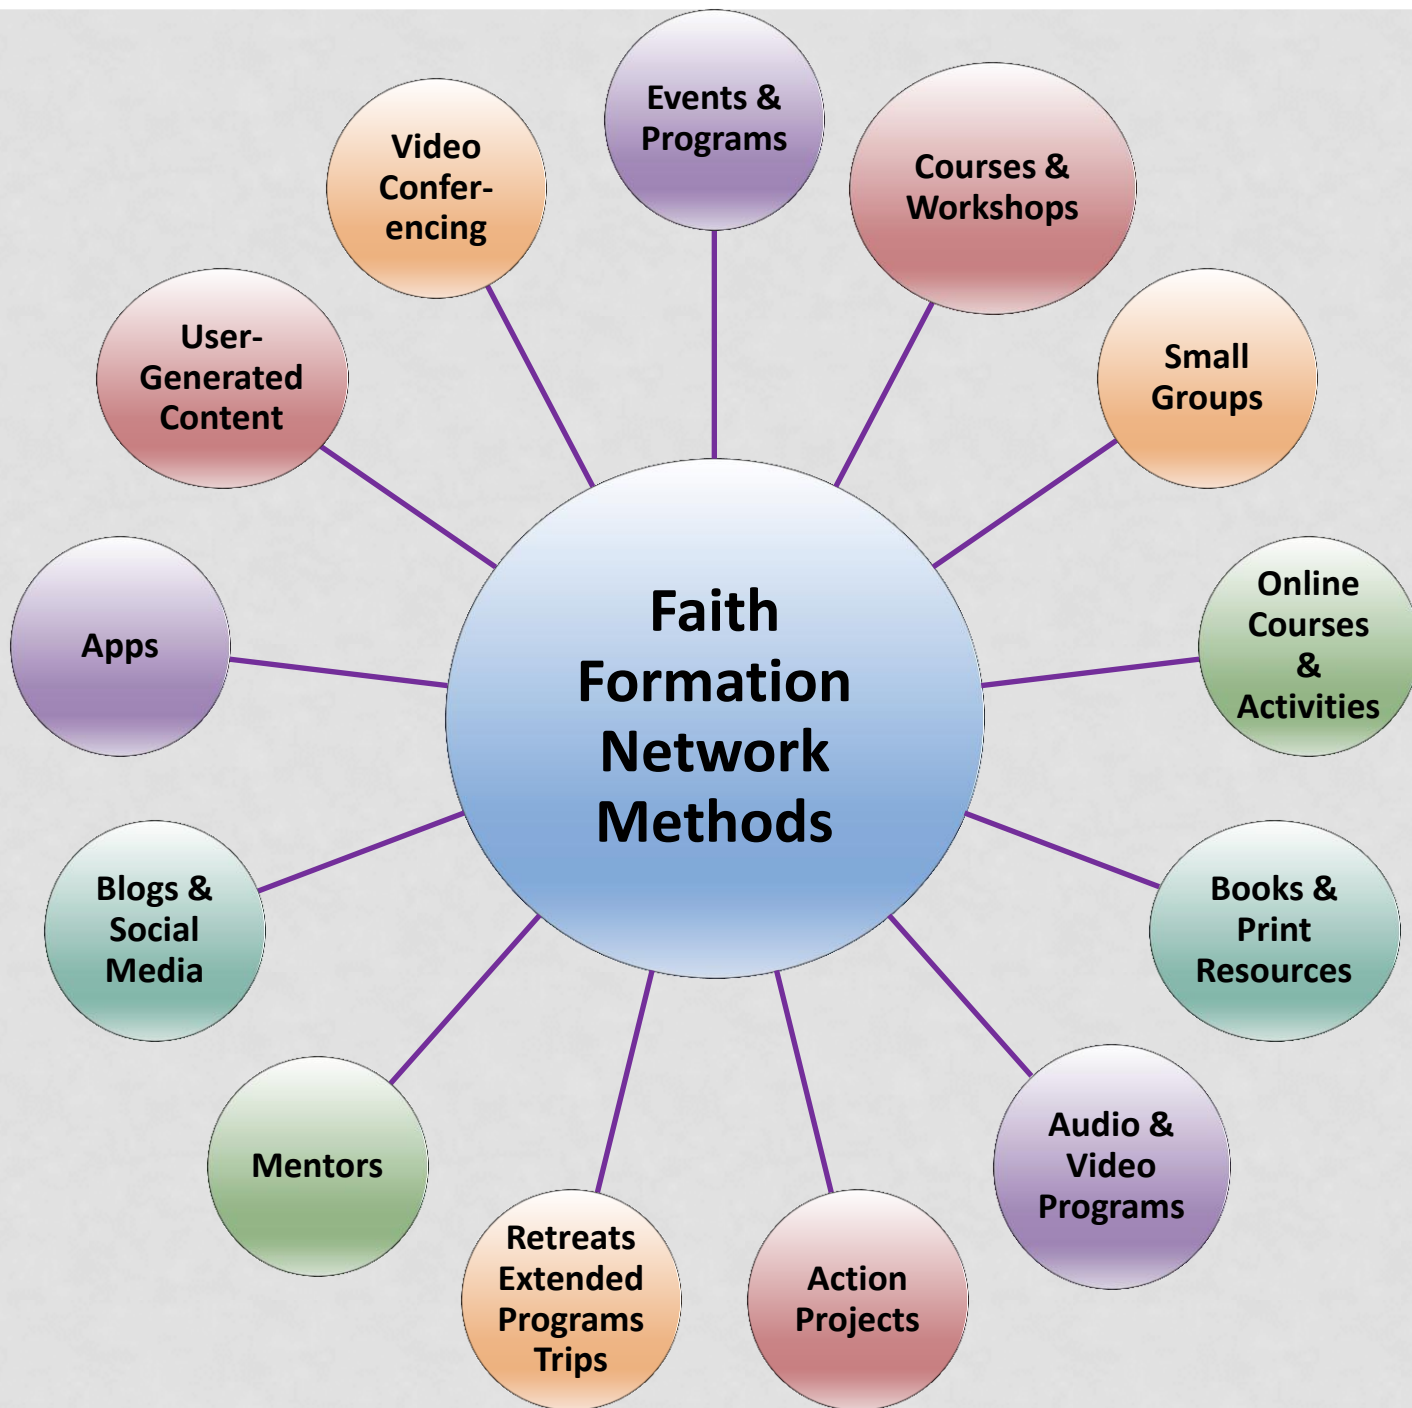 Events &
Programs
Courses &
Workshops
Small
Groups
Online
Courses
&
Activities
Books &
Print
Resources
Audio &
Video
Programs
Action
Projects
Retreats
Extended
Programs
Trips
Mentors
Blogs &
Social
Media
Apps
User-
Generated
Content
Video
Confer-
encing
Faith
Formation
Network
Methods